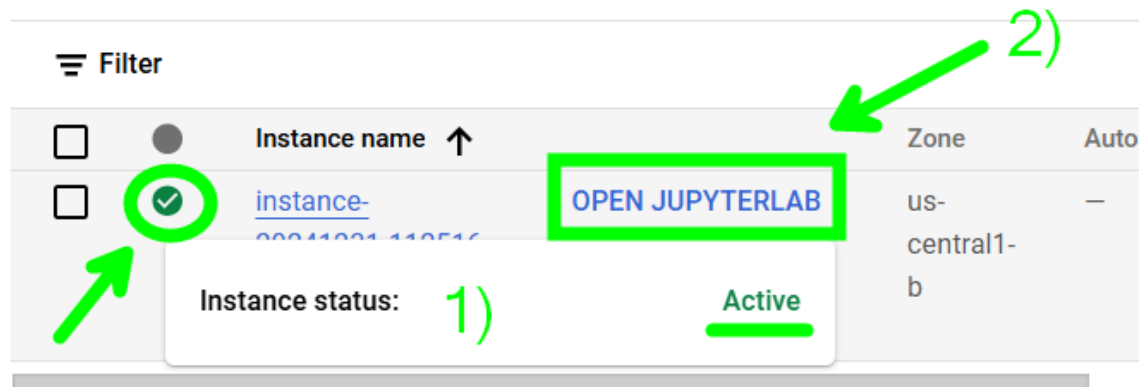 2)
Filter
Instance name Zone Auto
instance- OPEN JUPYTERLAB us- —
central1-
b
Instance status: 1) Active